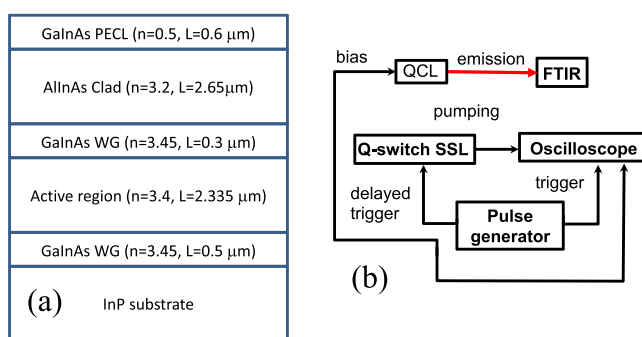 GaInAs PECL (n=0.5, L=0.6 μm)
AlInAs Clad (n=3.2, L=2.65μm)
GaInAs WG (n=3.45, L=0.3 μm)
Active region (n=3.4, L=2.335 μm)
GaInAs WG (n=3.45, L=0.5 μm)
InP substrate
(a)
bias
QCL
emission
FTIR
pumping
Q-switch SSL
Oscilloscope
delayed
trigger
trigger
Pulse
generator
(b)